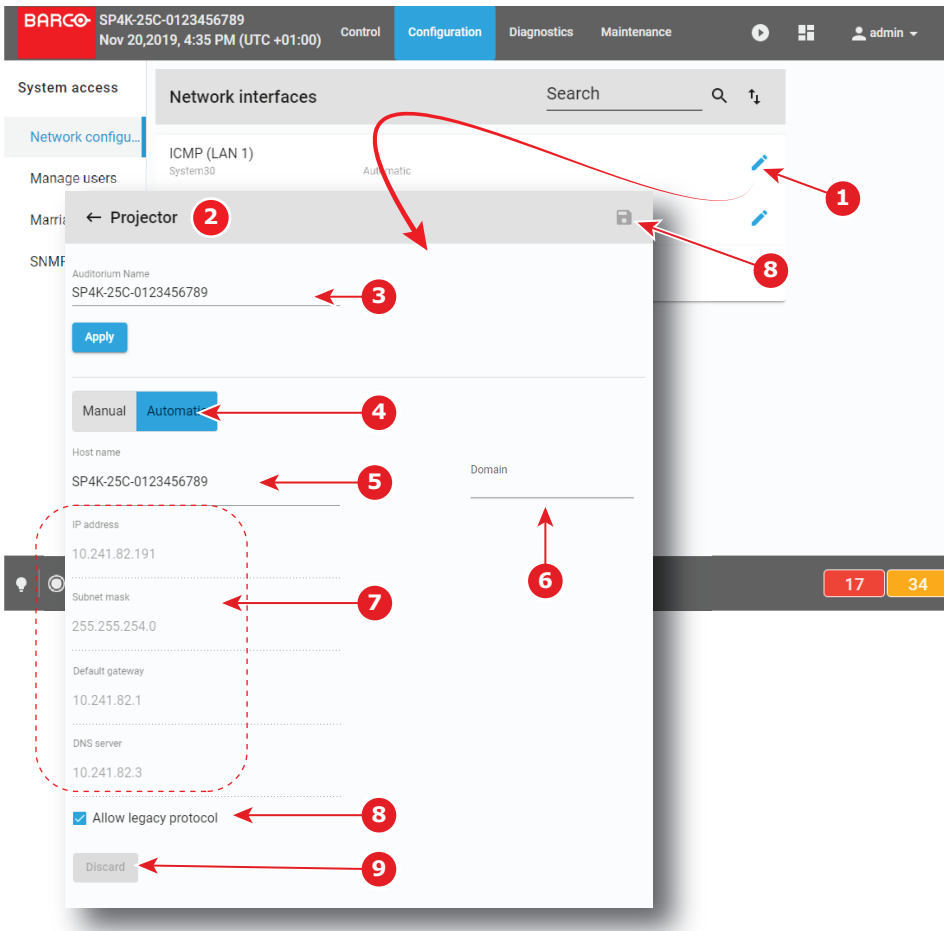 BARCO
SP4K-25C-0123456789
Nov 20,2019, 4:35 PM (UTC +01:00)
Control
Configuration
Diagnostics
Maintenance
admin
System access
Network interfaces
Search
Network configu...
Manage users
Marri
SNMP
ICMP (LAN 1)
System30
Automatic
1
Projector
2
8
Auditorium Name
SP4K-25C-0123456789
3
Apply
Manual
Automati
4
Host name
SP4K-25C-0123456789
5
Domain
6
IP address
10.241.82.191
Subnet mask
7
255.255.254.0
Default gateway
10.241.82.1
DNS server
10.241.82.3
Allow legacy protocol
8
Discard
9
17
34